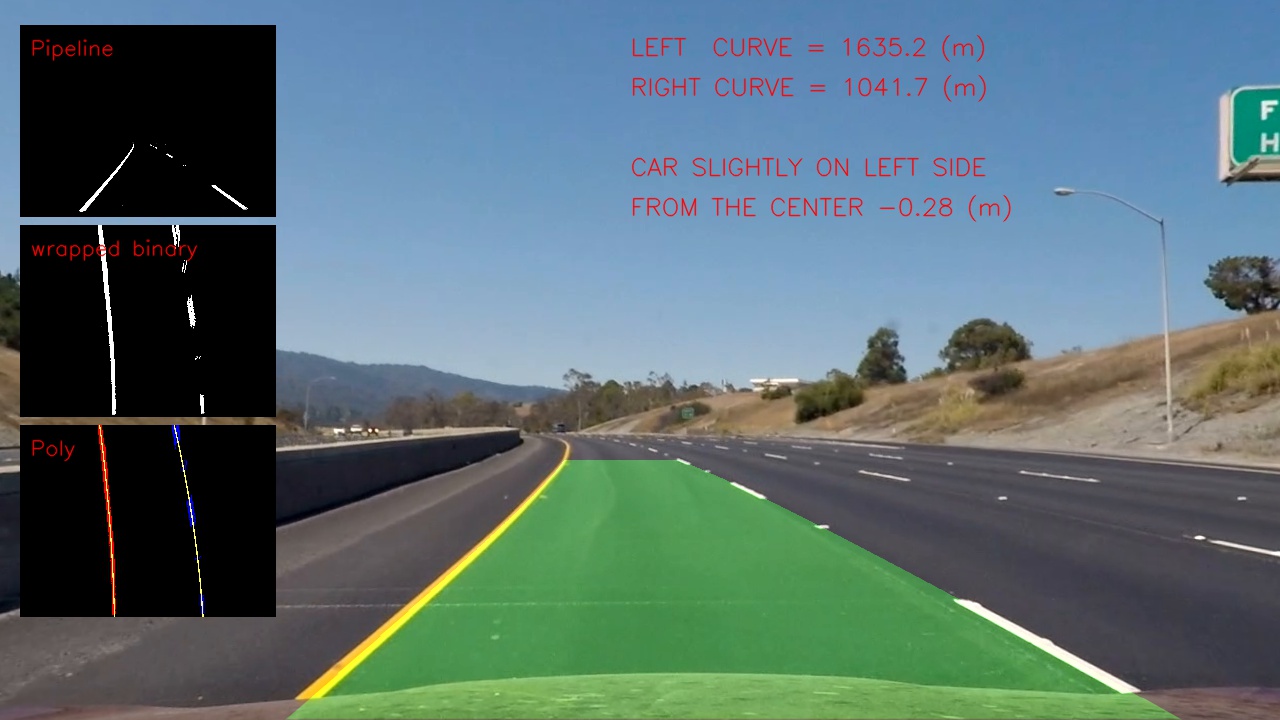 Pipeline
LEFT CURVE = 1635.2 (m)
RIGHT CURVE = 1041.7 (m)
CAR SLIGHTLY ON LEFT SIDE
FROM THE CENTER -0.28 (m)
wrapped binary
Poly
F
H